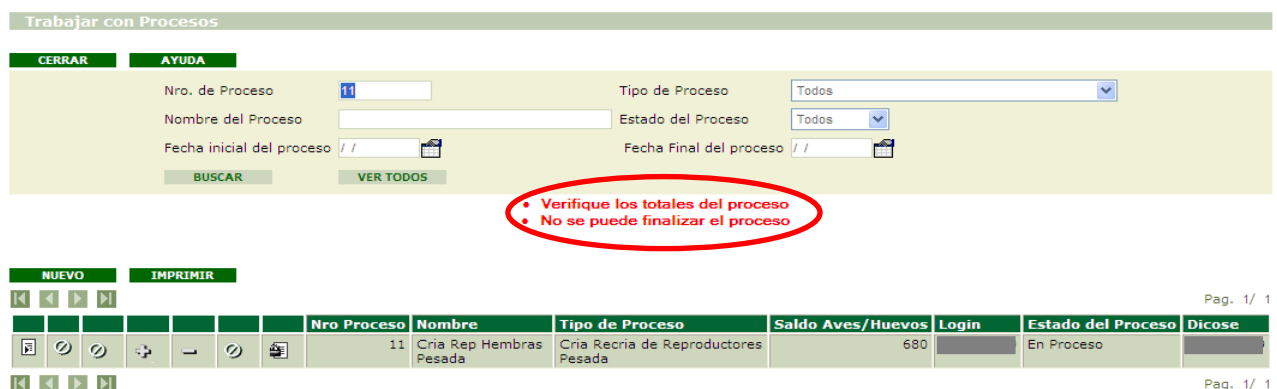 Trabajar con Procesos
CERRAR AYUDA
Nro. de Proceso 11 Tipo de Proceso Todos
Nombre del Proceso Estado del Proceso Todos
Fecha inicial del proceso / / Fecha Final del proceso / /
BUSCAR VER TODOS
• Verifique los totales del proceso
• No se puede finalizar el proceso
NUEVO IMPRIMIR
Pag. 1/ 1
Nro Proceso Nombre Tipo de Proceso Saldo Aves/Huevos Login Estado del Proceso Dicose
11 Cria Rep Hembras Cria Recria de Reproductores 680 En Proceso
Pesada Pesada
Pag. 1/ 1